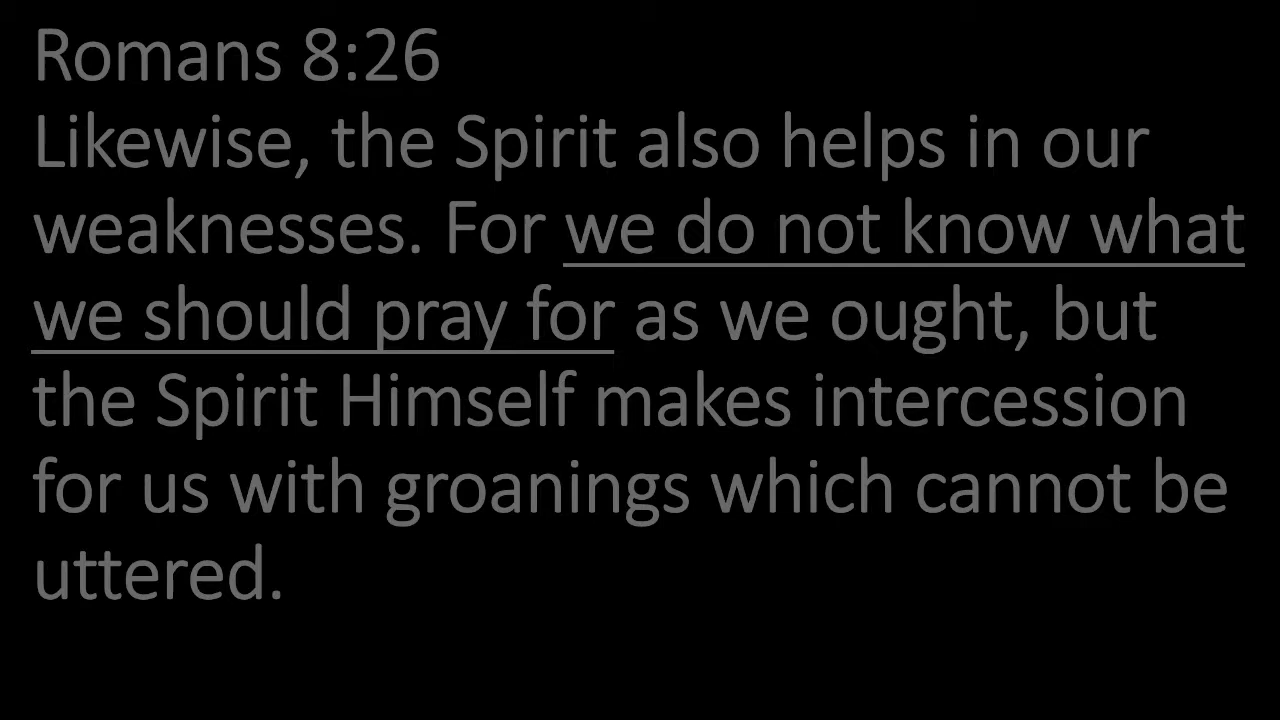 Romans 8:26
Likewise, the Spirit also helps in our
weaknesses. For we do not know what
we should pray for as we ought, but
the Spirit Himself makes intercession
for us with groanings which cannot be
uttered.